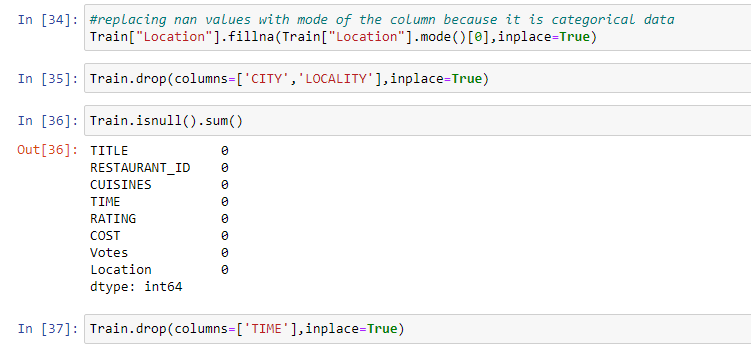 In [34]: #replacing nan values with mode of the column because it is categorical data
Train["Location"].fillna(Train["Location"].mode()[0],inplace=True)
In [35]: Train.drop(columns=['CITY','LOCALITY'],inplace=True)
In [36]: Train.isnull().sum()
Out[36]: TITLE 0
RESTAURANT_ID 0
CUISINES 0
TIME 0
RATING 0
COST 0
Votes 0
Location 0
dtype: int64
In [37]: Train.drop(columns=['TIME'],inplace=True)